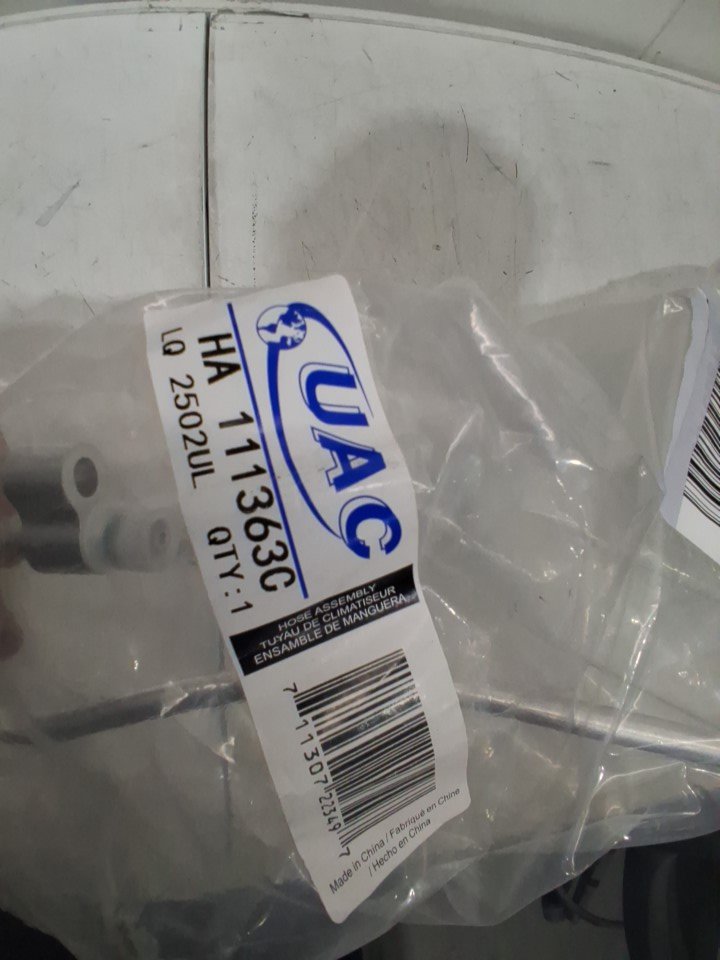 UAC
HA 111363C
LQ 2502UL QTY:1
HOSE ASSEMBLY
TUYAU DE CLIMATISEUR
ENSAMBLE DE MANGUERA
7 11307 22349 7
Made in China / Fabriqué en Chine
/ Hecho en China